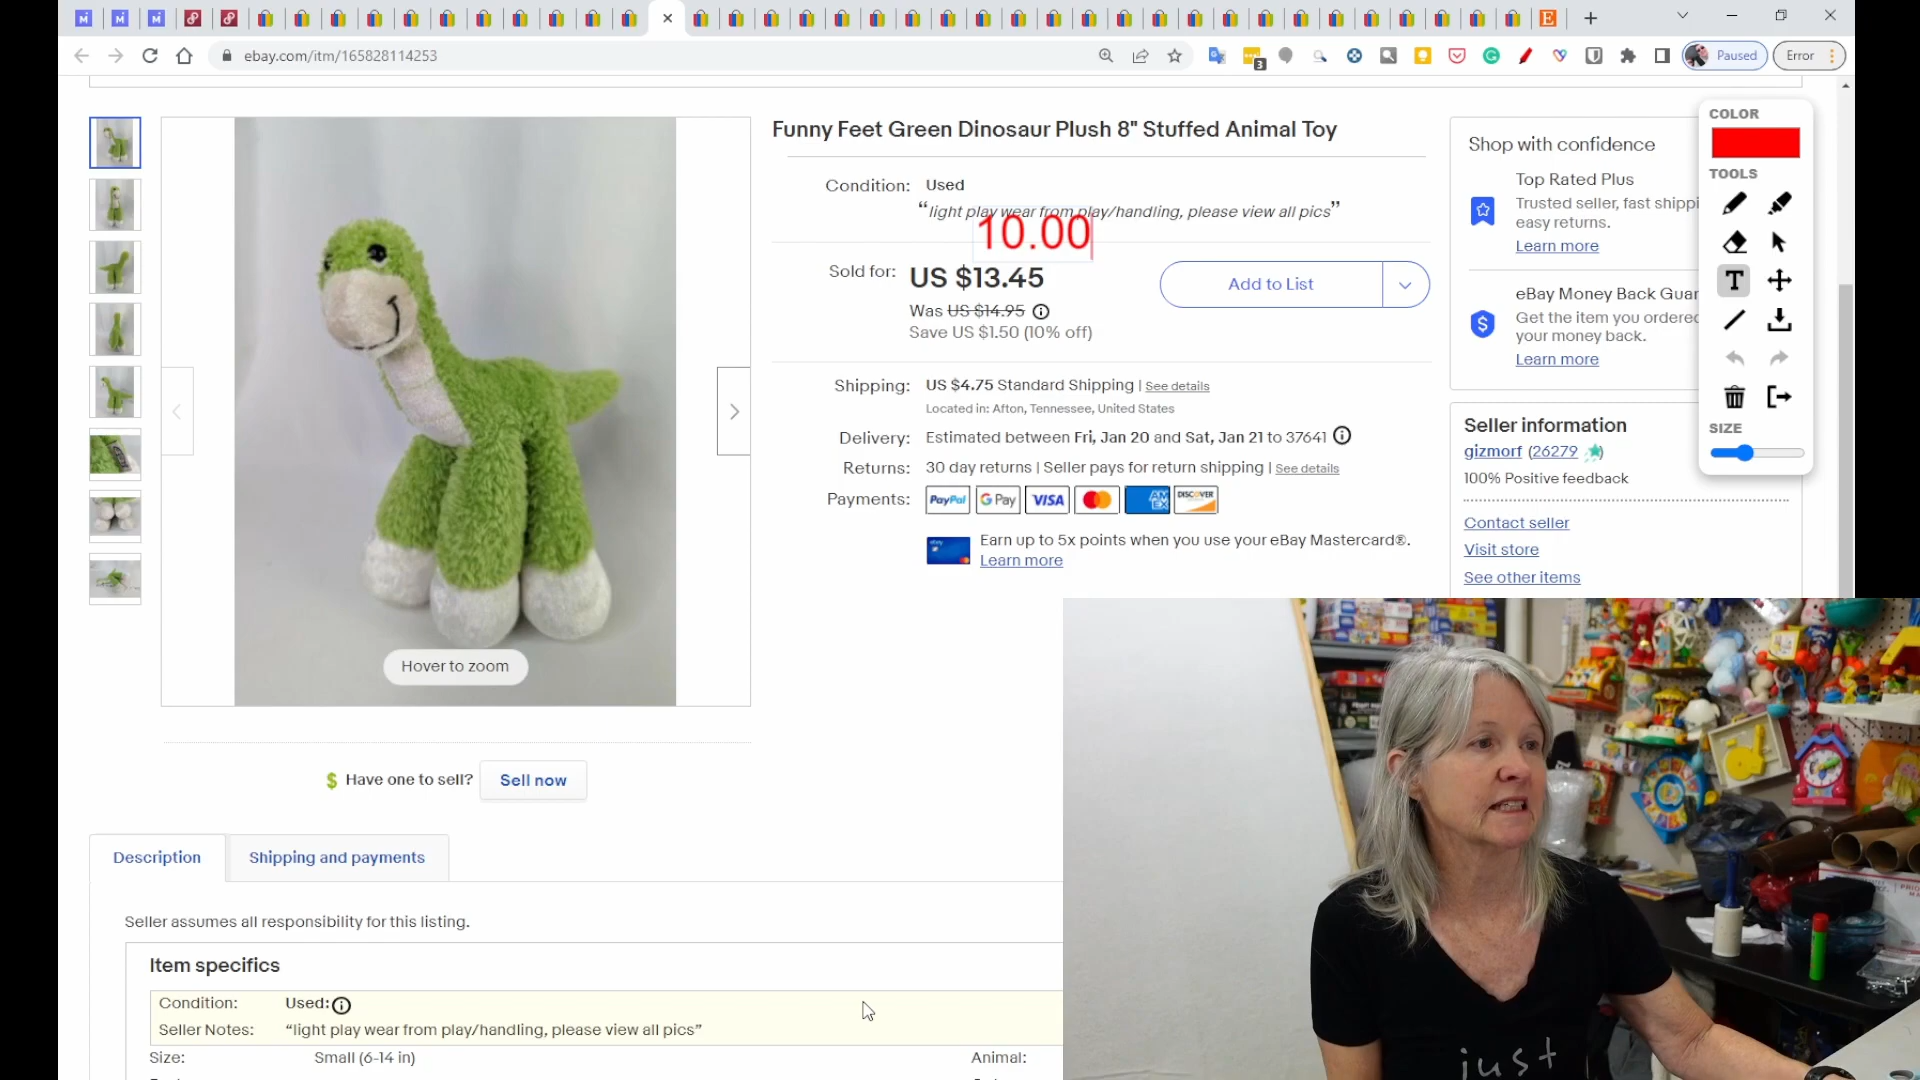 ebay.com/itm/165828114253
3
Paused
Error
Funny Feet Green Dinosaur Plush 8" Stuffed Animal Toy
Condition: Used
“light play wear from play/handling, please view all pics”
10.00
Sold for: US $13.45
Was US $14.95
Save US $1.50 (10% off)
Add to List
Shipping: US $4.75 Standard Shipping | See details
Located in: Afton, Tennessee, United States
Delivery: Estimated between Fri, Jan 20 and Sat, Jan 21 to 37641
Returns: 30 day returns | Seller pays for return shipping | See details
Payments: PayPal G Pay VISA AM EX DISCOVER
Earn up to 5x points when you use your eBay Mastercard®.
Learn more
Shop with confidence
Top Rated Plus
Trusted seller, fast shippi
easy returns.
Learn more
eBay Money Back Guar
Get the item you ordered
your money back.
Learn more
Seller information
gizmorf (26279)
100% Positive feedback
Contact seller
Visit store
See other items
COLOR
TOOLS
T
SIZE
Hover to zoom
$ Have one to sell? Sell now
Description
Shipping and payments
Seller assumes all responsibility for this listing.
Item specifics
Condition: Used:
Seller Notes: “light play wear from play/handling, please view all pics”
Size: Small (6-14 in)
Animal:
just